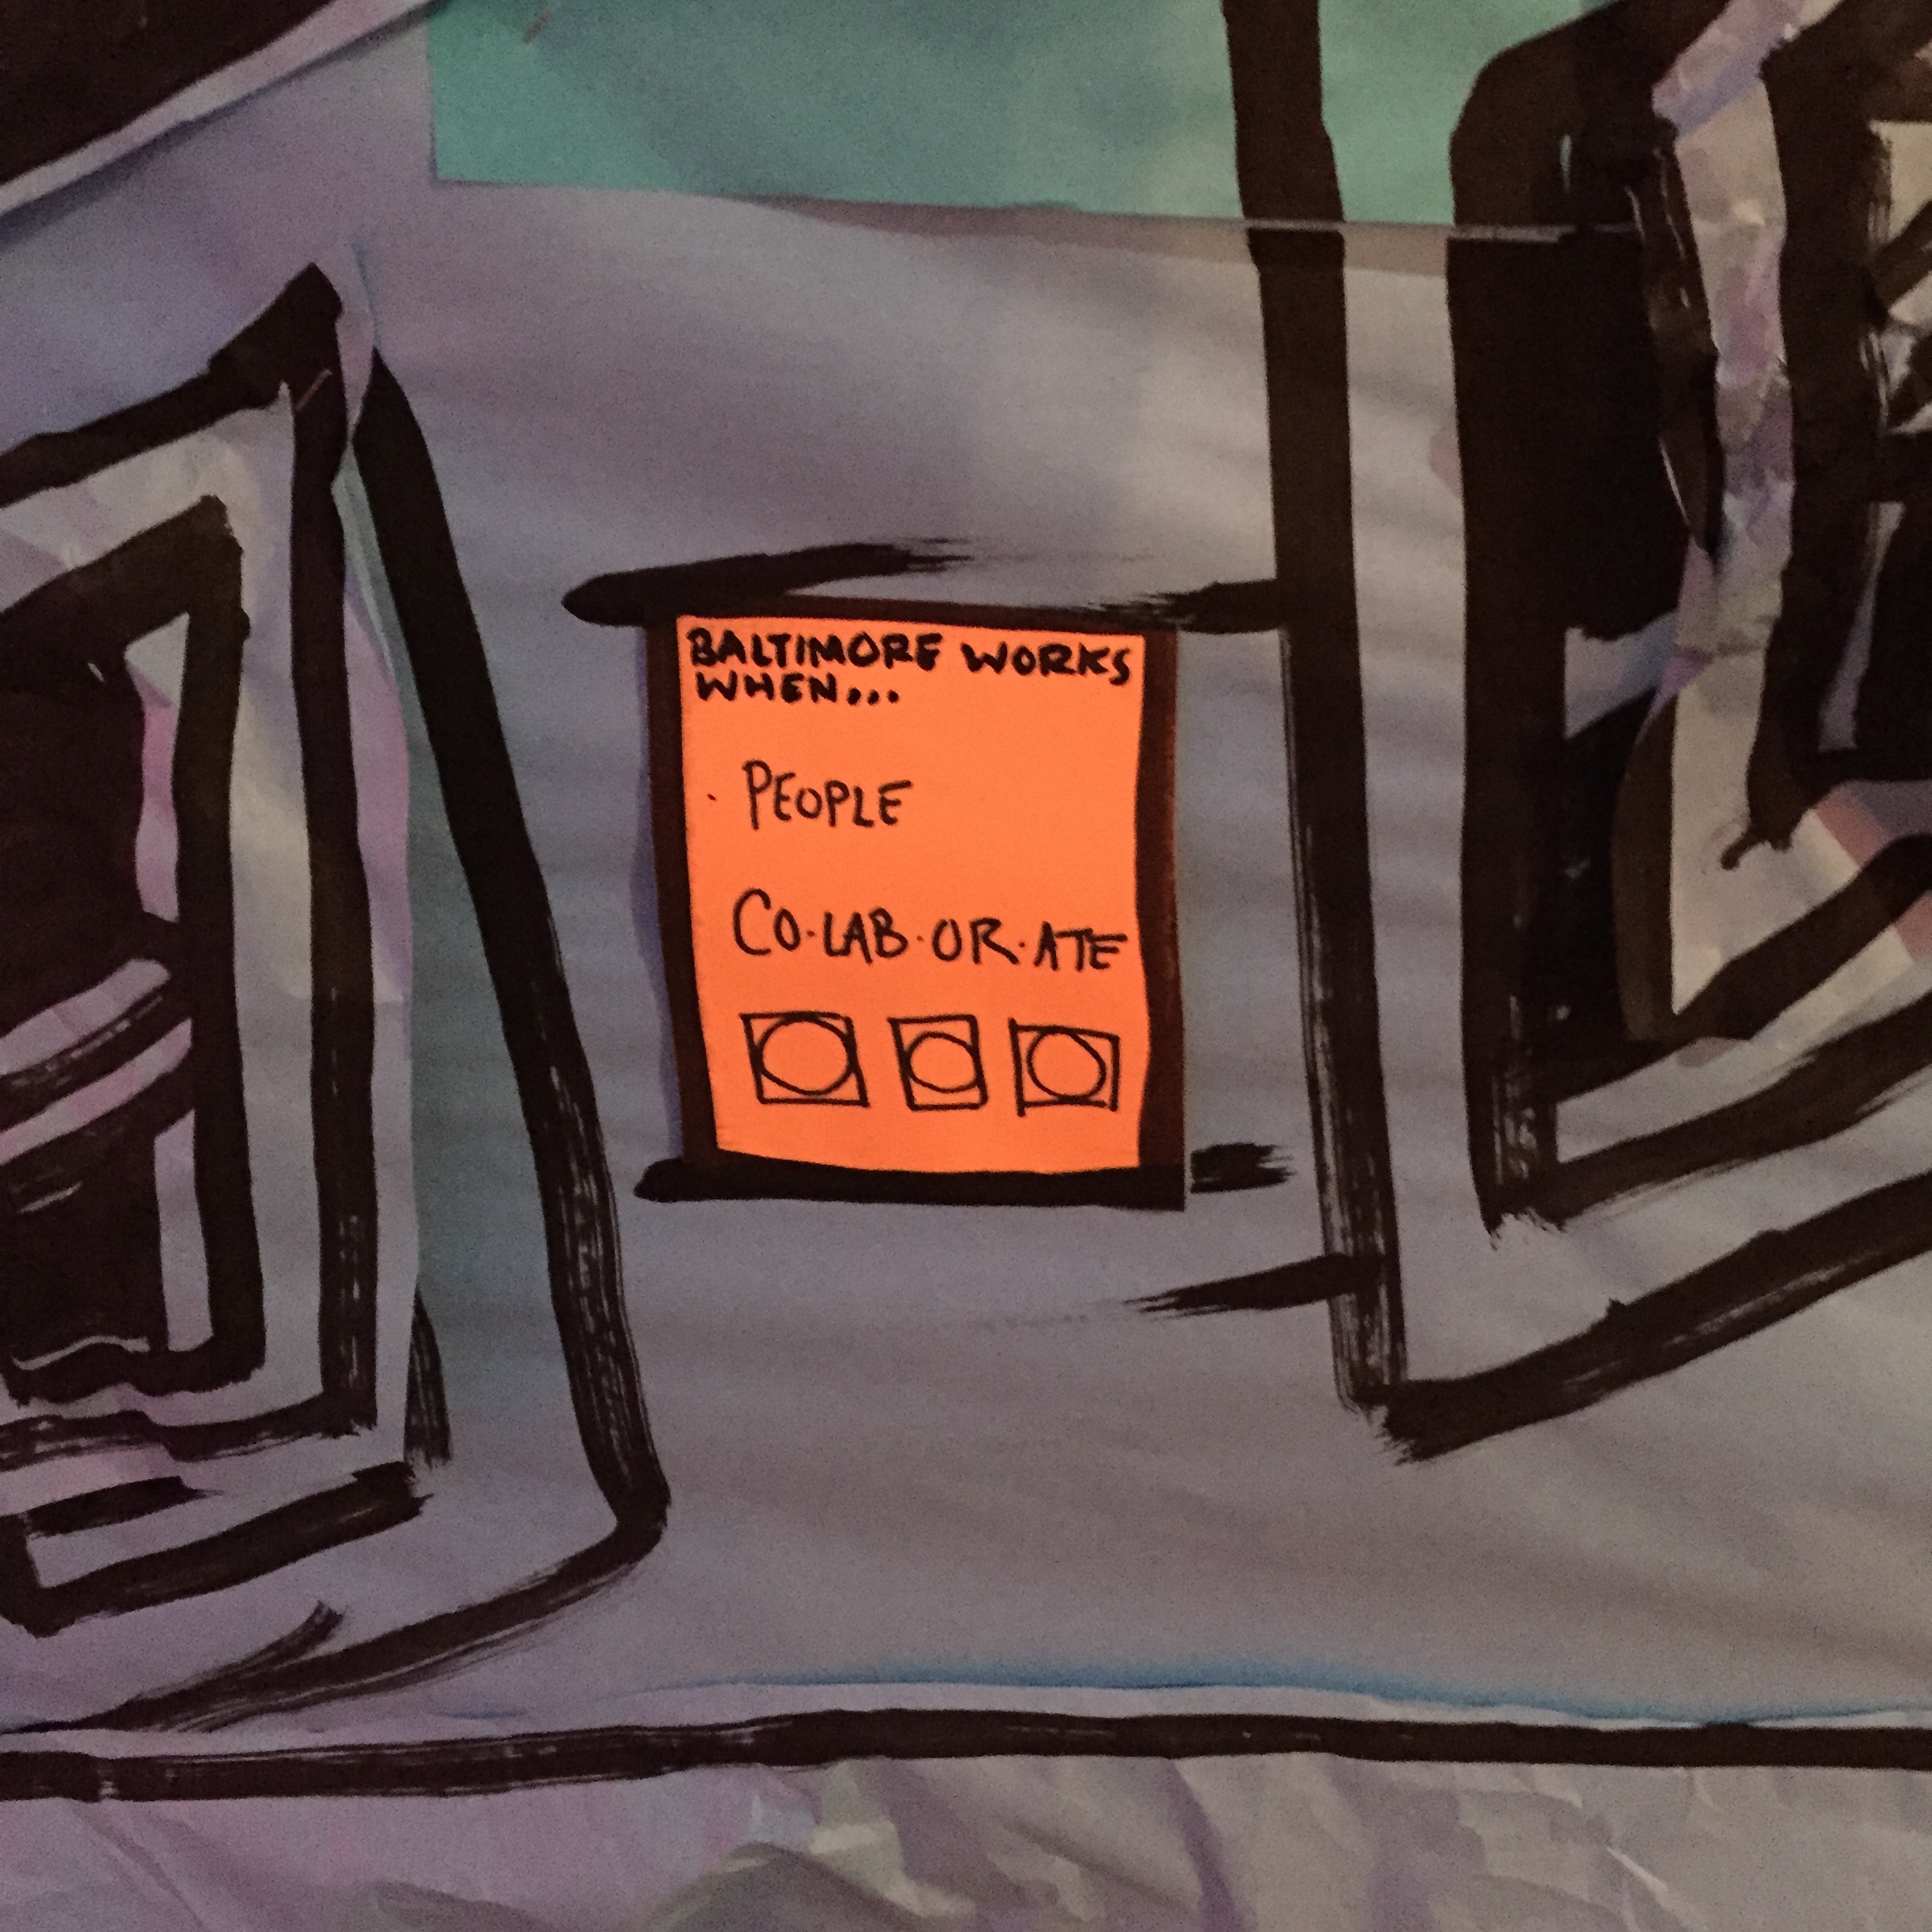 BALTIMORE WORKS
WHEN...
PEOPLE
CO·LAB·OR·ATE